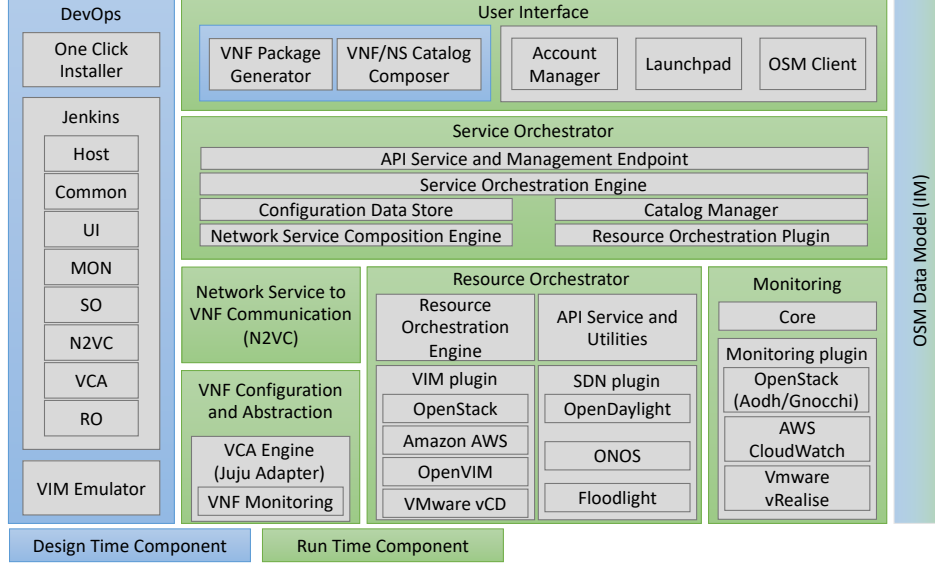 DevOps
One Click
Installer
Jenkins
Host
Common
UI
MON
SO
N2VC
VCA
RO
VIM Emulator
User Interface
VNF Package
Generator
VNF/NS Catalog
Composer
Account
Manager
Launchpad
OSM Client
Service Orchestrator
API Service and Management Endpoint
Service Orchestration Engine
Configuration Data Store
Catalog Manager
Network Service Composition Engine
Resource Orchestration Plugin
Network Service to
VNF Communication
(N2VC)
VNF Configuration
and Abstraction
VCA Engine
(Juju Adapter)
VNF Monitoring
Resource Orchestrator
Resource
Orchestration
Engine
API Service and
Utilities
VIM plugin
OpenStack
Amazon AWS
OpenVIM
VMware vCD
SDN plugin
OpenDaylight
ONOS
Floodlight
Monitoring
Core
Monitoring plugin
OpenStack
(Aodh/Gnocchi)
AWS
CloudWatch
Vmware
vRealise
OSM Data Model (IM)
Design Time Component
Run Time Component